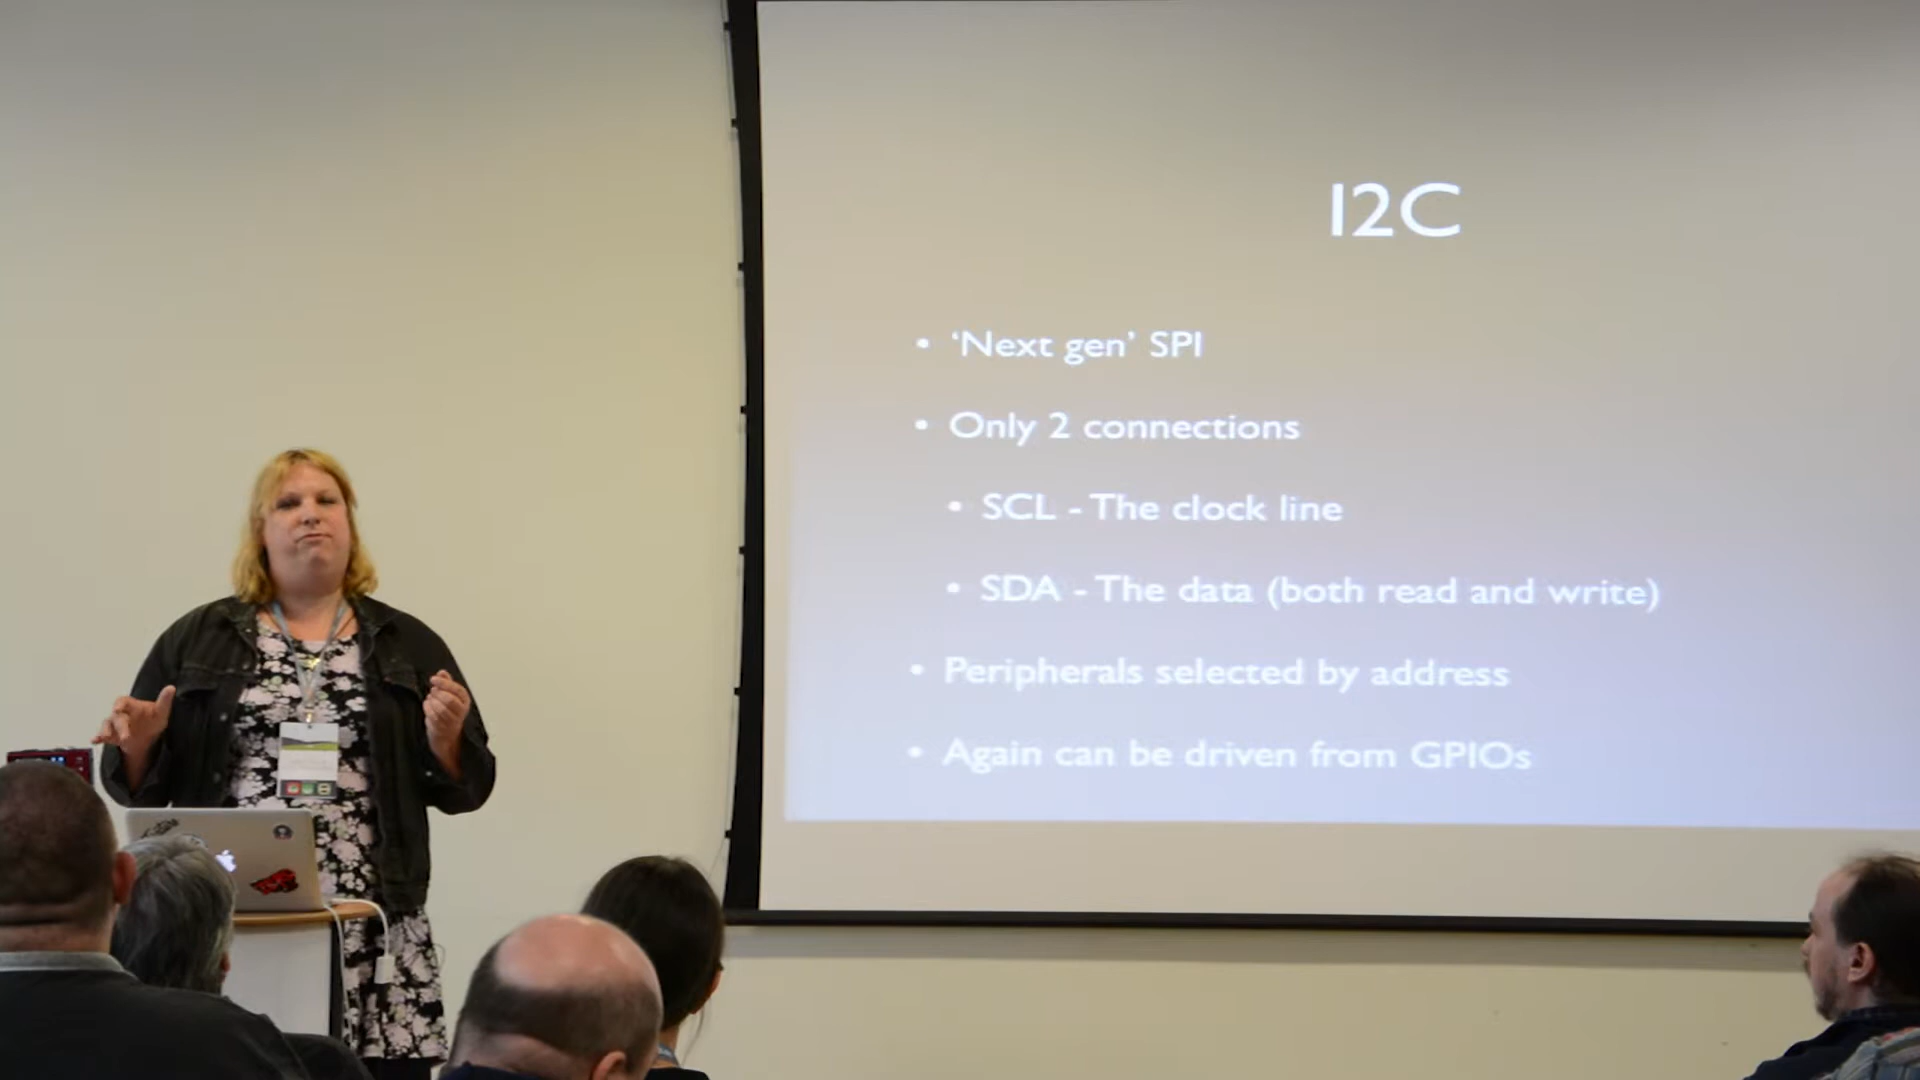 I2C
• ‘Next gen’ SPI
• Only 2 connections
• SCL - The clock line
• SDA - The data (both read and write)
• Peripherals selected by address
• Again can be driven from GPIOs